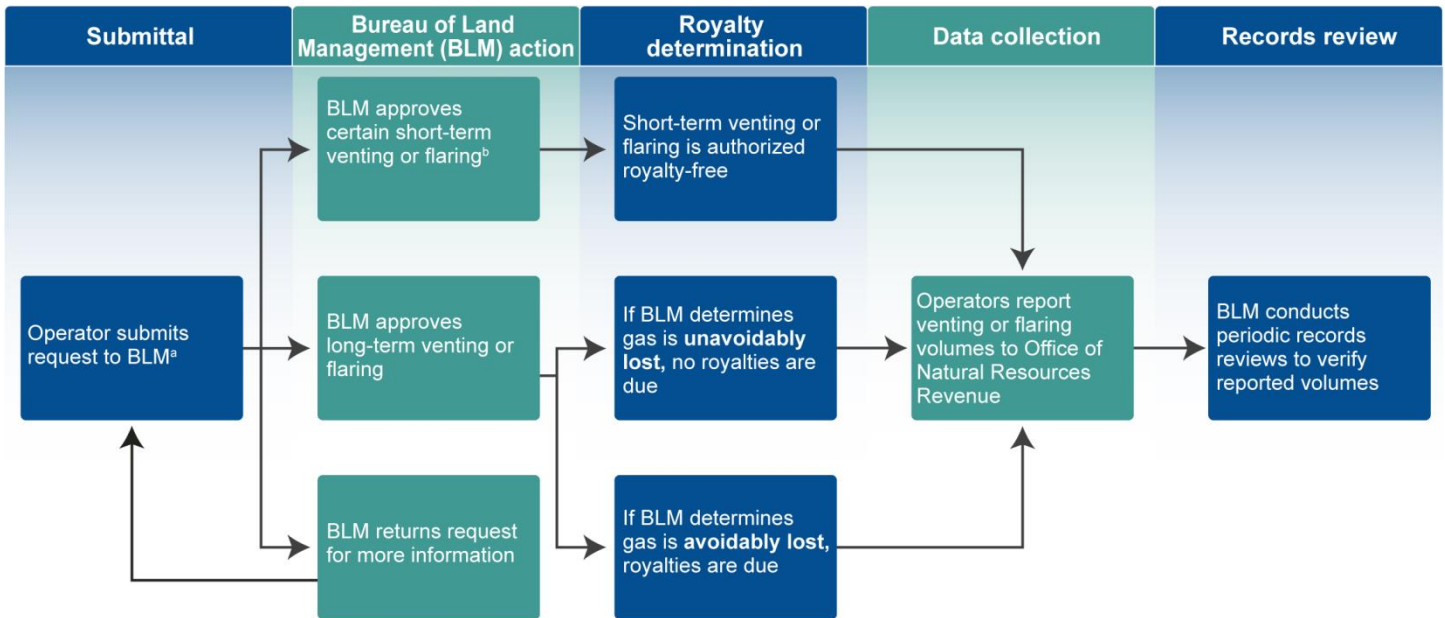 Submittal
Bureau of Land
Management (BLM) action
Royalty
determination
Data collection
Records review
BLM approves
certain short-term
venting or flaringᵇ
Short-term venting or
flaring is authorized
royalty-free
Operator submits
request to BLMᵃ
BLM approves
long-term venting or
flaring
If BLM determines
gas is unavoidably
lost, no royalties are
due
Operators report
venting or flaring
volumes to Office of
Natural Resources
Revenue
BLM conducts
periodic records
reviews to verify
reported volumes
BLM returns request
for more information
If BLM determines
gas is avoidably lost,
royalties are due